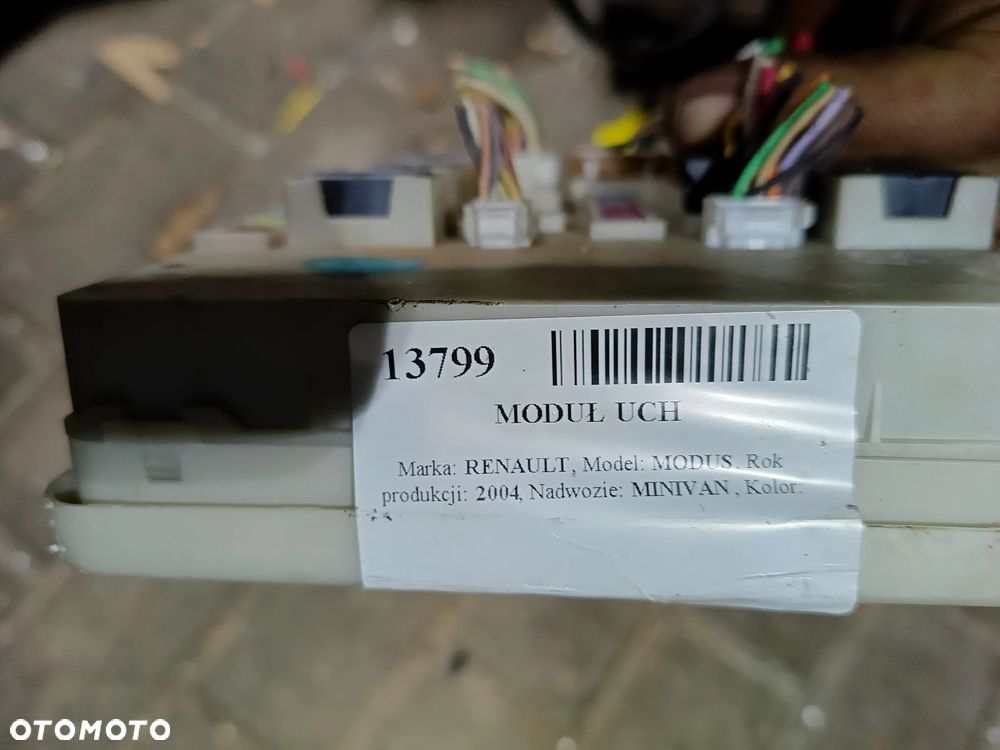 13799
MODUŁ UCH
Marka: RENAULT, Model: MODUS, Rok
produkcji: 2004, Nadwozie: MINIVAN , Kolor:
OTOMOTO